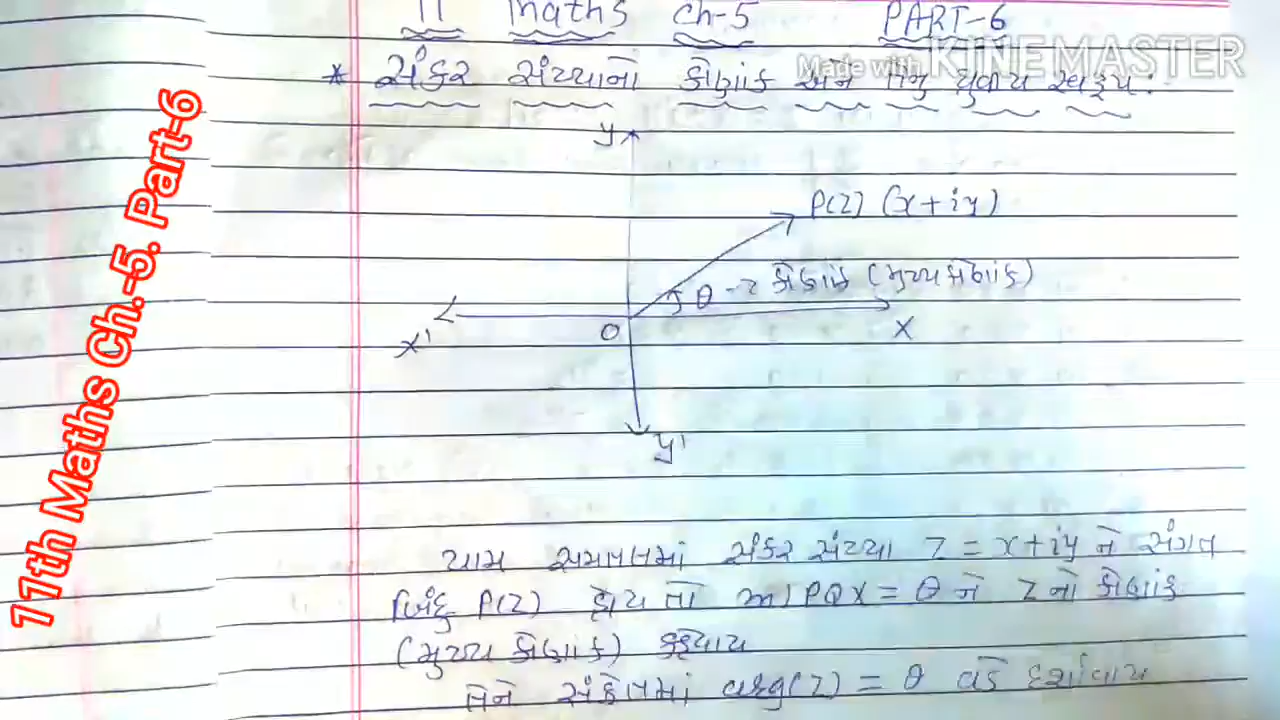 11 maths Ch-5 PART-6
Made with KINEMASTER
* સંકર સંખ્યાનો કોણાંક અને તેનું ધ્રુવીય સ્વરૂપ :
y
P(Z) (x+iy)
θ - z કોણાંક (મુખ્ય કોણાંક)
X' O X
y'
11th Maths Ch.-5. Part-6
યામ સમતલમાં સંકર સંખ્યા Z = x+iy ને સંગત
બિંદુ P(Z) હોય તો m∠POX = θ ને Z નો કોણાંક
(મુખ્ય કોણાંક) કહેવાય
તેને સંકેતમાં arg(Z) = θ વડે દર્શાવાય